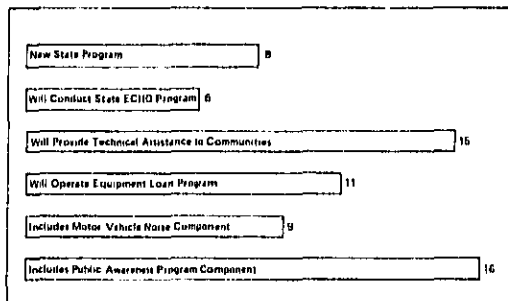 New State Program 8
Will Conduct State ECHO Program 6
Will Provide Technical Assistance to Communities 15
Will Operate Equipment Loan Program 11
Includes Motor Vehicle Noise Component 9
Includes Public Awareness Program Component 16